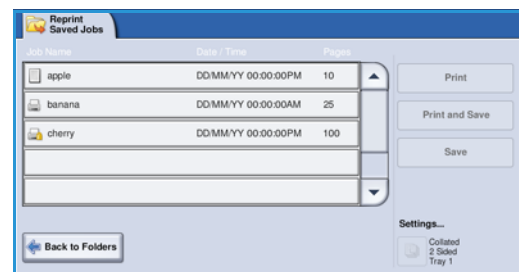 Reprint
Saved Jobs
Job Name Date / Time Pages
apple DD/MM/YY 00:00:00PM 10
banana DD/MM/YY 00:00:00AM 25
cherry DD/MM/YY 00:00:00PM 100
Print
Print and Save
Save
Settings...
Collated
2 Sided
Tray 1
Back to Folders